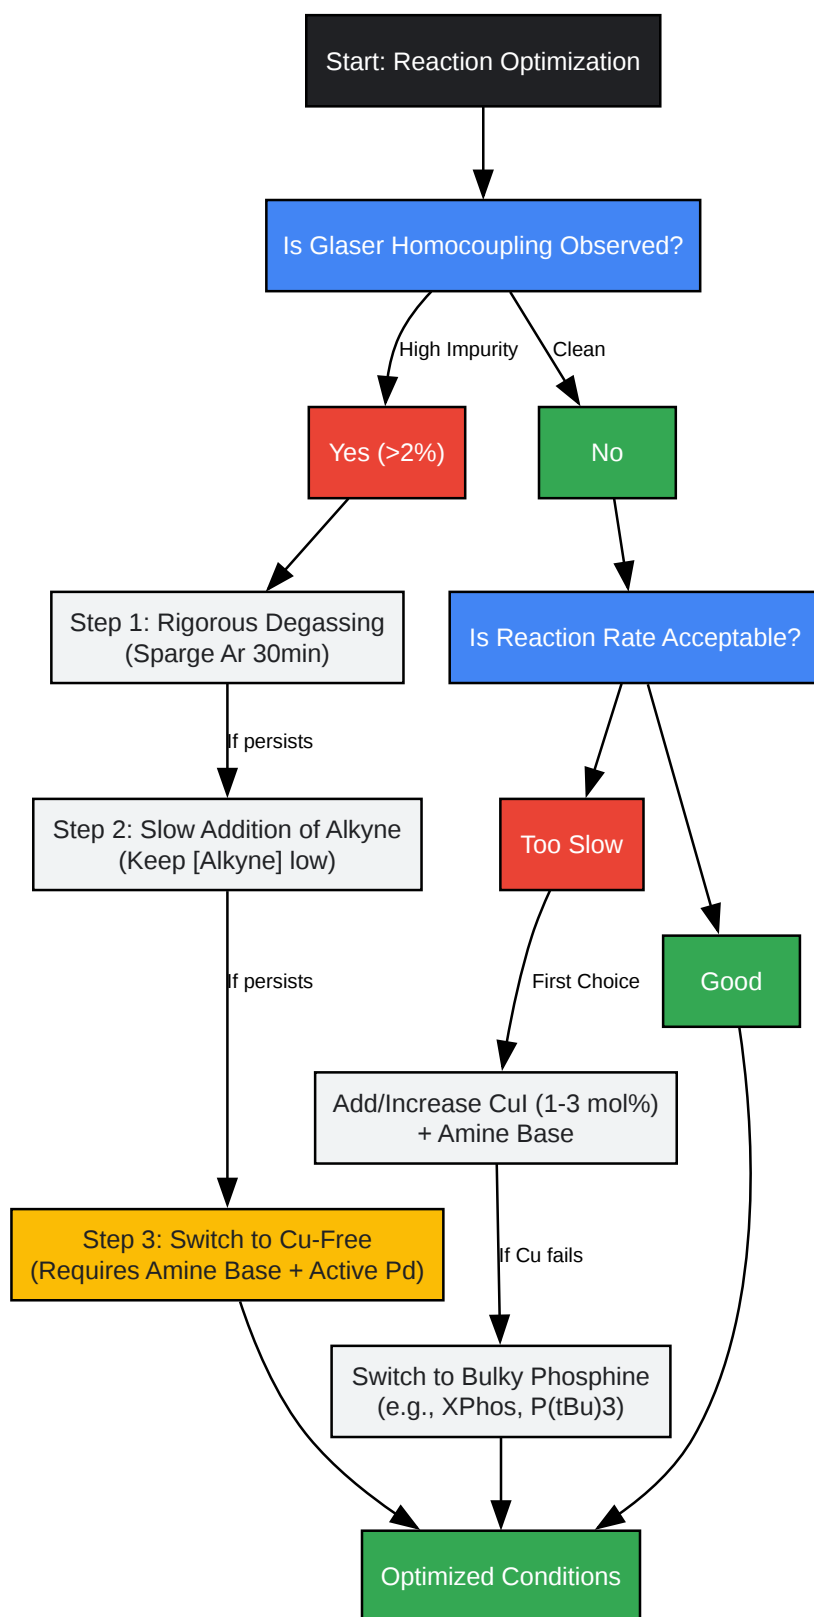 Start: Reaction Optimization
Is Glaser Homocoupling Observed?
High Impurity
Clean
Yes (>2%)
No
Step 1: Rigorous Degassing
(Sparge Ar 30min)
Is Reaction Rate Acceptable?
If persists
Step 2: Slow Addition of Alkyne
(Keep [Alkyne] low)
Too Slow
If persists
First Choice
Good
Add/Increase CuI (1-3 mol%)
+ Amine Base
Step 3: Switch to Cu-Free
(Requires Amine Base + Active Pd)
If Cu fails
Switch to Bulky Phosphine
(e.g., XPhos, P(tBu)3)
Optimized Conditions